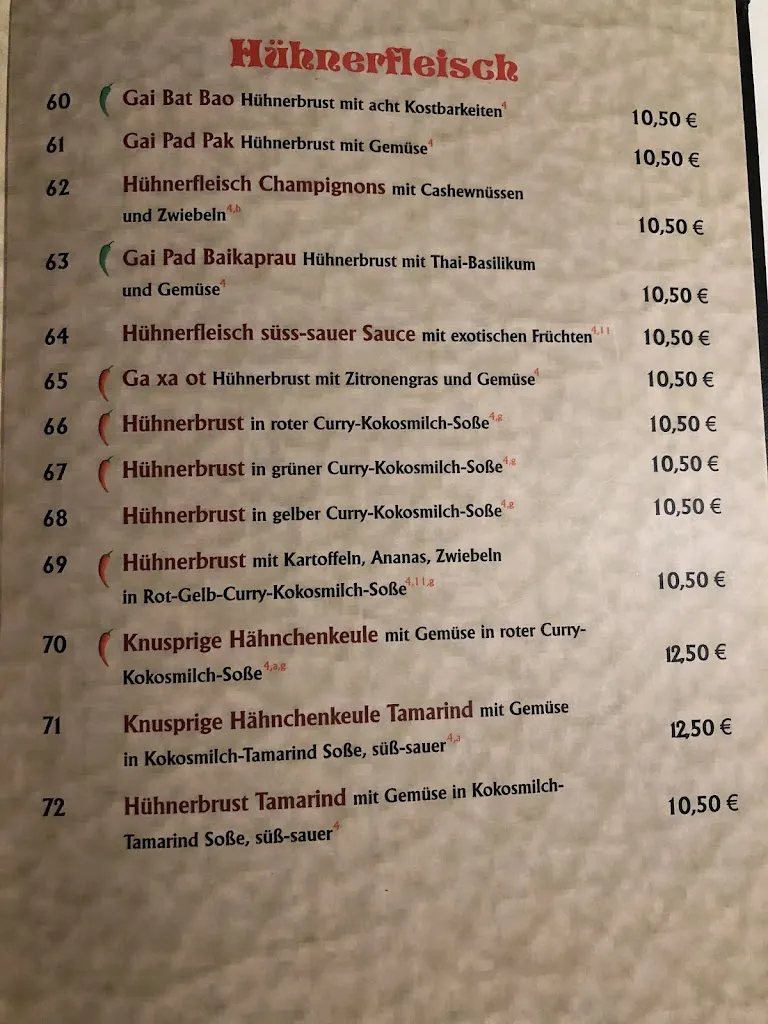 Hühnerfleisch
60 Gai Bat Bao Hühnerbrust mit acht Kostbarkeiten4 10,50 €
61 Gai Pad Pak Hühnerbrust mit Gemüse4 10,50 €
62 Hühnerfleisch Champignons mit Cashewnüssen
und Zwiebeln4,h 10,50 €
63 Gai Pad Baikaprau Hühnerbrust mit Thai-Basilikum
und Gemüse4 10,50 €
64 Hühnerfleisch süss-sauer Sauce mit exotischen Früchten4,11 10,50 €
65 Ga xa ot Hühnerbrust mit Zitronengras und Gemüse4 10,50 €
66 Hühnerbrust in roter Curry-Kokosmilch-Soße4,g 10,50 €
67 Hühnerbrust in grüner Curry-Kokosmilch-Soße4,g 10,50 €
68 Hühnerbrust in gelber Curry-Kokosmilch-Soße4,g 10,50 €
69 Hühnerbrust mit Kartoffeln, Ananas, Zwiebeln
in Rot-Gelb-Curry-Kokosmilch-Soße4,11,g 10,50 €
70 Knusprige Hähnchenkeule mit Gemüse in roter Curry-
Kokosmilch-Soße4,a,g 12,50 €
71 Knusprige Hähnchenkeule Tamarind mit Gemüse
in Kokosmilch-Tamarind Soße, süß-sauer4,a 12,50 €
72 Hühnerbrust Tamarind mit Gemüse in Kokosmilch-
Tamarind Soße, süß-sauer4 10,50 €